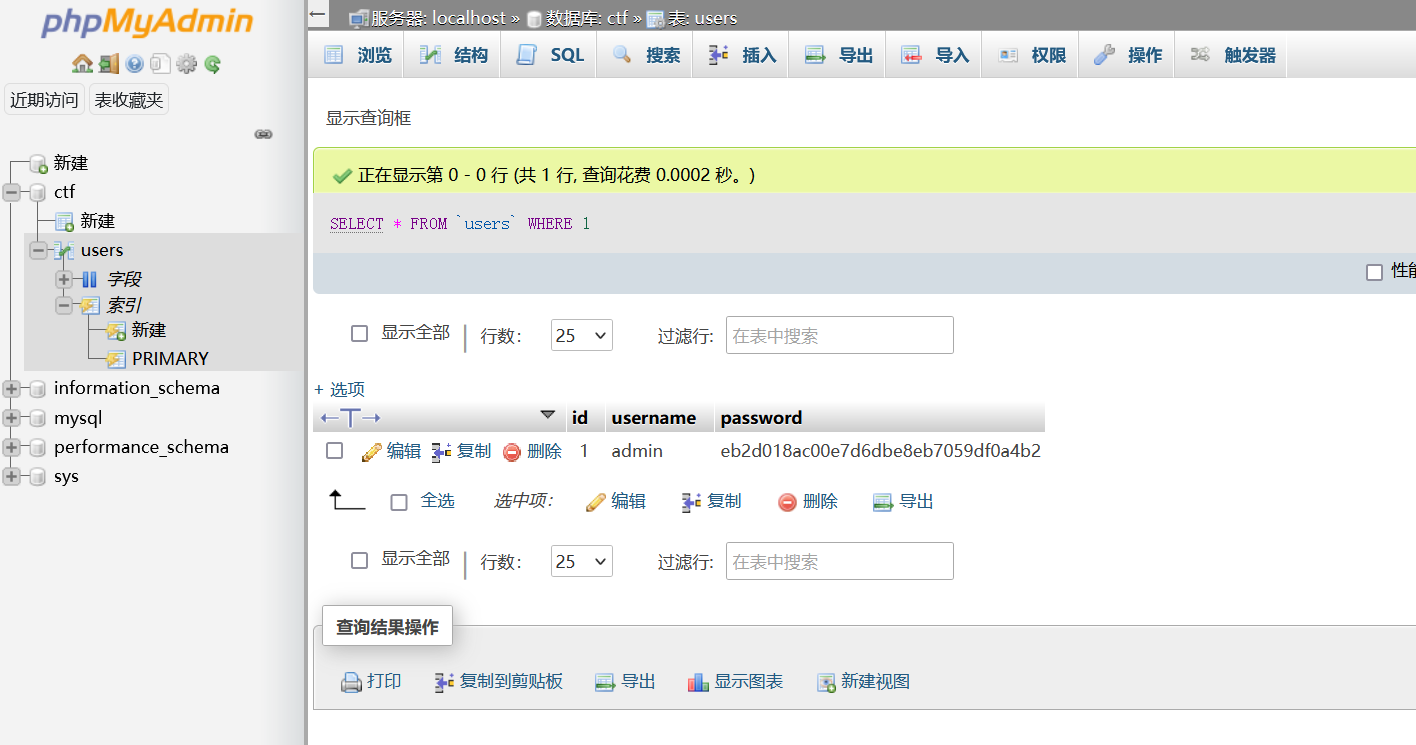 phpMyAdmin
近期访问 表收藏夹
新建
ctf
新建
users
字段
索引
新建
PRIMARY
information_schema
mysql
performance_schema
sys
服务器: localhost » 数据库: ctf » 表: users
浏览 结构 SQL 搜索 插入 导出 导入 权限 操作 触发器
显示查询框
正在显示第 0 - 0 行 (共 1 行, 查询花费 0.0002 秒。)
SELECT * FROM `users` WHERE 1
性能
显示全部 | 行数: 25 过滤行: 在表中搜索
+ 选项
←T→ id username password
编辑 复制 删除 1 admin eb2d018ac00e7d6dbe8eb7059df0a4b2
全选 选中项: 编辑 复制 删除 导出
显示全部 | 行数: 25 过滤行: 在表中搜索
查询结果操作
打印 复制到剪贴板 导出 显示图表 新建视图